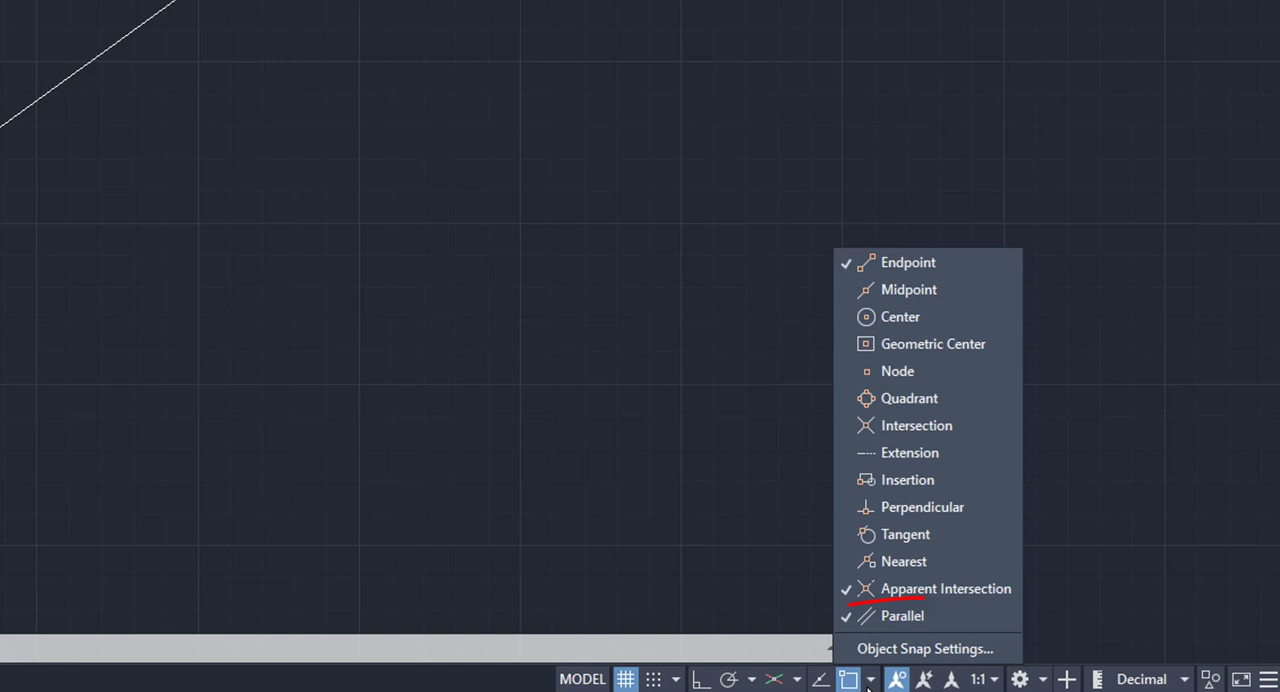 Endpoint
Midpoint
Center
Geometric Center
Node
Quadrant
Intersection
Extension
Insertion
Perpendicular
Tangent
Nearest
Apparent Intersection
Parallel
Object Snap Settings...
MODEL 1:1 Decimal